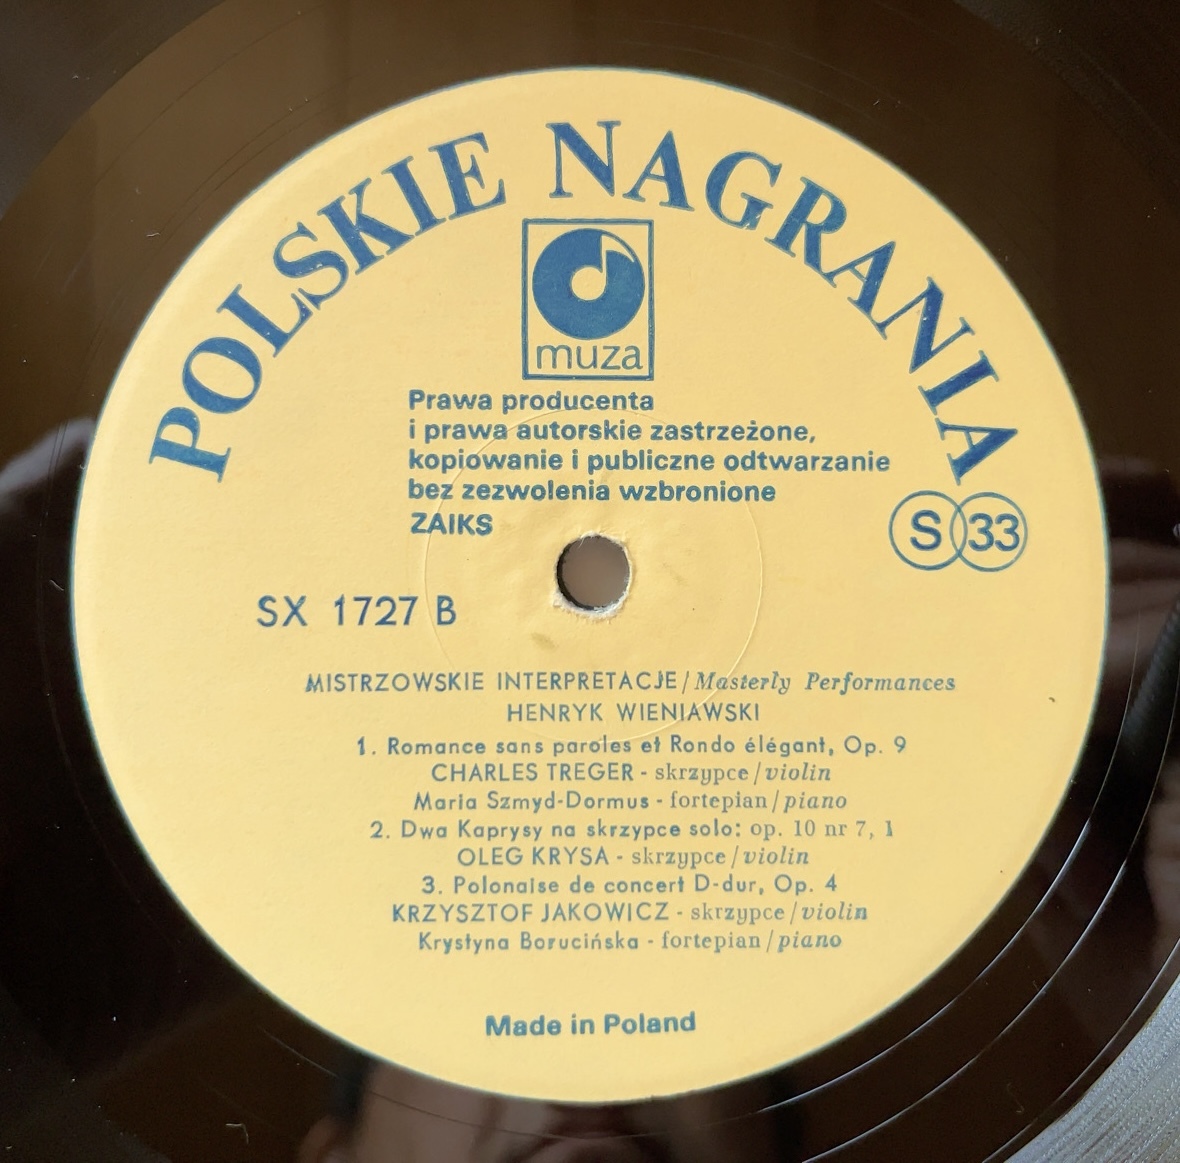 POLSKIE NAGRANIA
muza
Prawa producenta
i prawa autorskie zastrzeżone,
kopiowanie i publiczne odtwarzanie
bez zezwolenia wzbronione
ZAIKS
S 33
SX 1727 B
MISTRZOWSKIE INTERPRETACJE/Masterly Performances
HENRYK WIENIAWSKI
1. Romance sans paroles et Rondo élégant, Op. 9
CHARLES TREGER - skrzypce/violin
Maria Szmyd-Dormus - fortepian/piano
2. Dwa Kaprysy na skrzypce solo: op. 10 nr 7, 1
OLEG KRYSA - skrzypce/violin
3. Polonaise de concert D-dur, Op. 4
KRZYSZTOF JAKOWICZ - skrzypce/violin
Krystyna Borucińska - fortepian/piano
Made in Poland